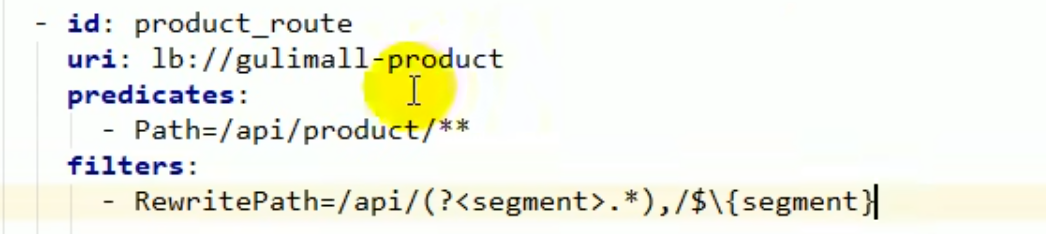 - id: product_route
uri: lb://gulimall-product
predicates:
- Path=/api/product/**
filters:
- RewritePath=/api/(?<segment>.*),/$\{segment}